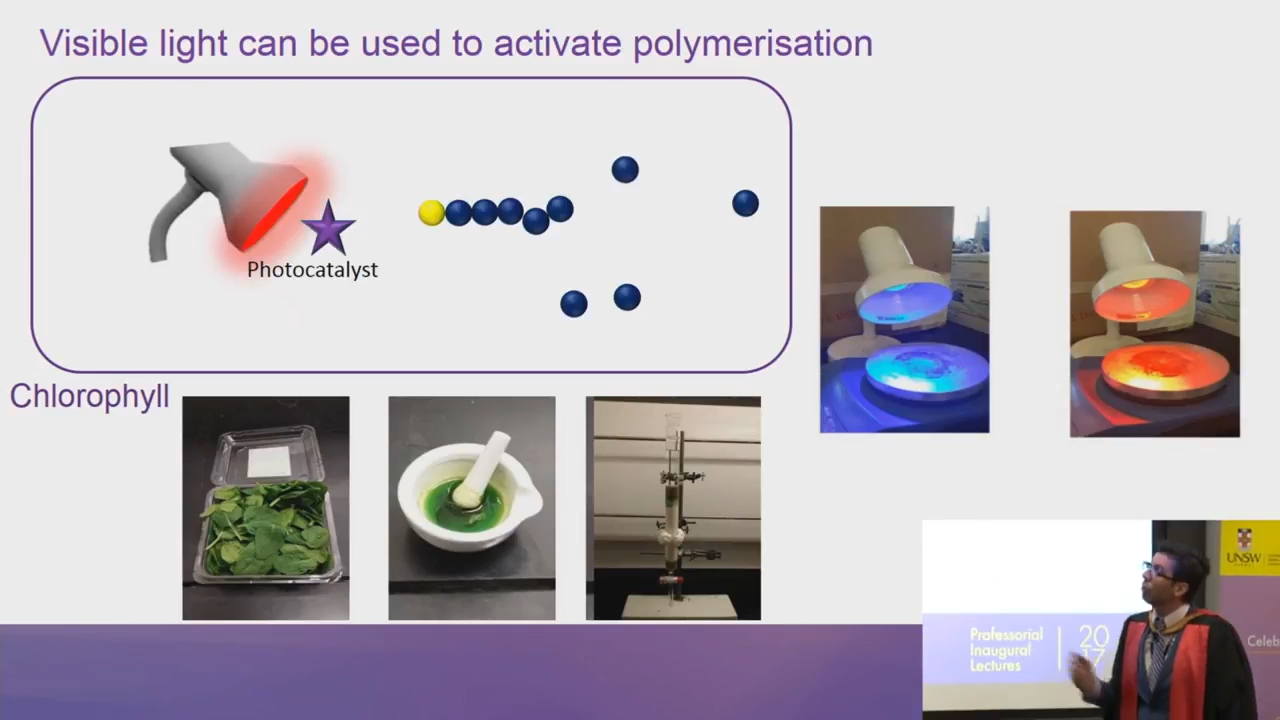 Visible light can be used to activate polymerisation
Photocatalyst
Chlorophyll
UNSW
Professorial
Inaugural
Lectures
20
17
Celeb